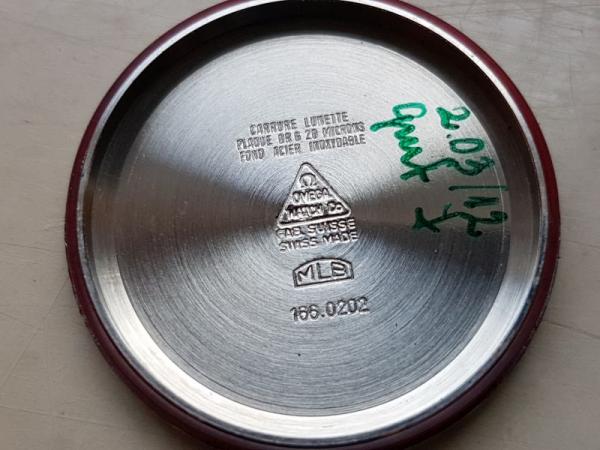 CARRURE LUNETTE
PLAQUE OR G 20 MICRONS
FOND ACIER INOXYDABLE
Ω
OMEGA
WATCH Co
FAB. SUISSE
SWISS MADE
MLB
166.0202
2.03/12